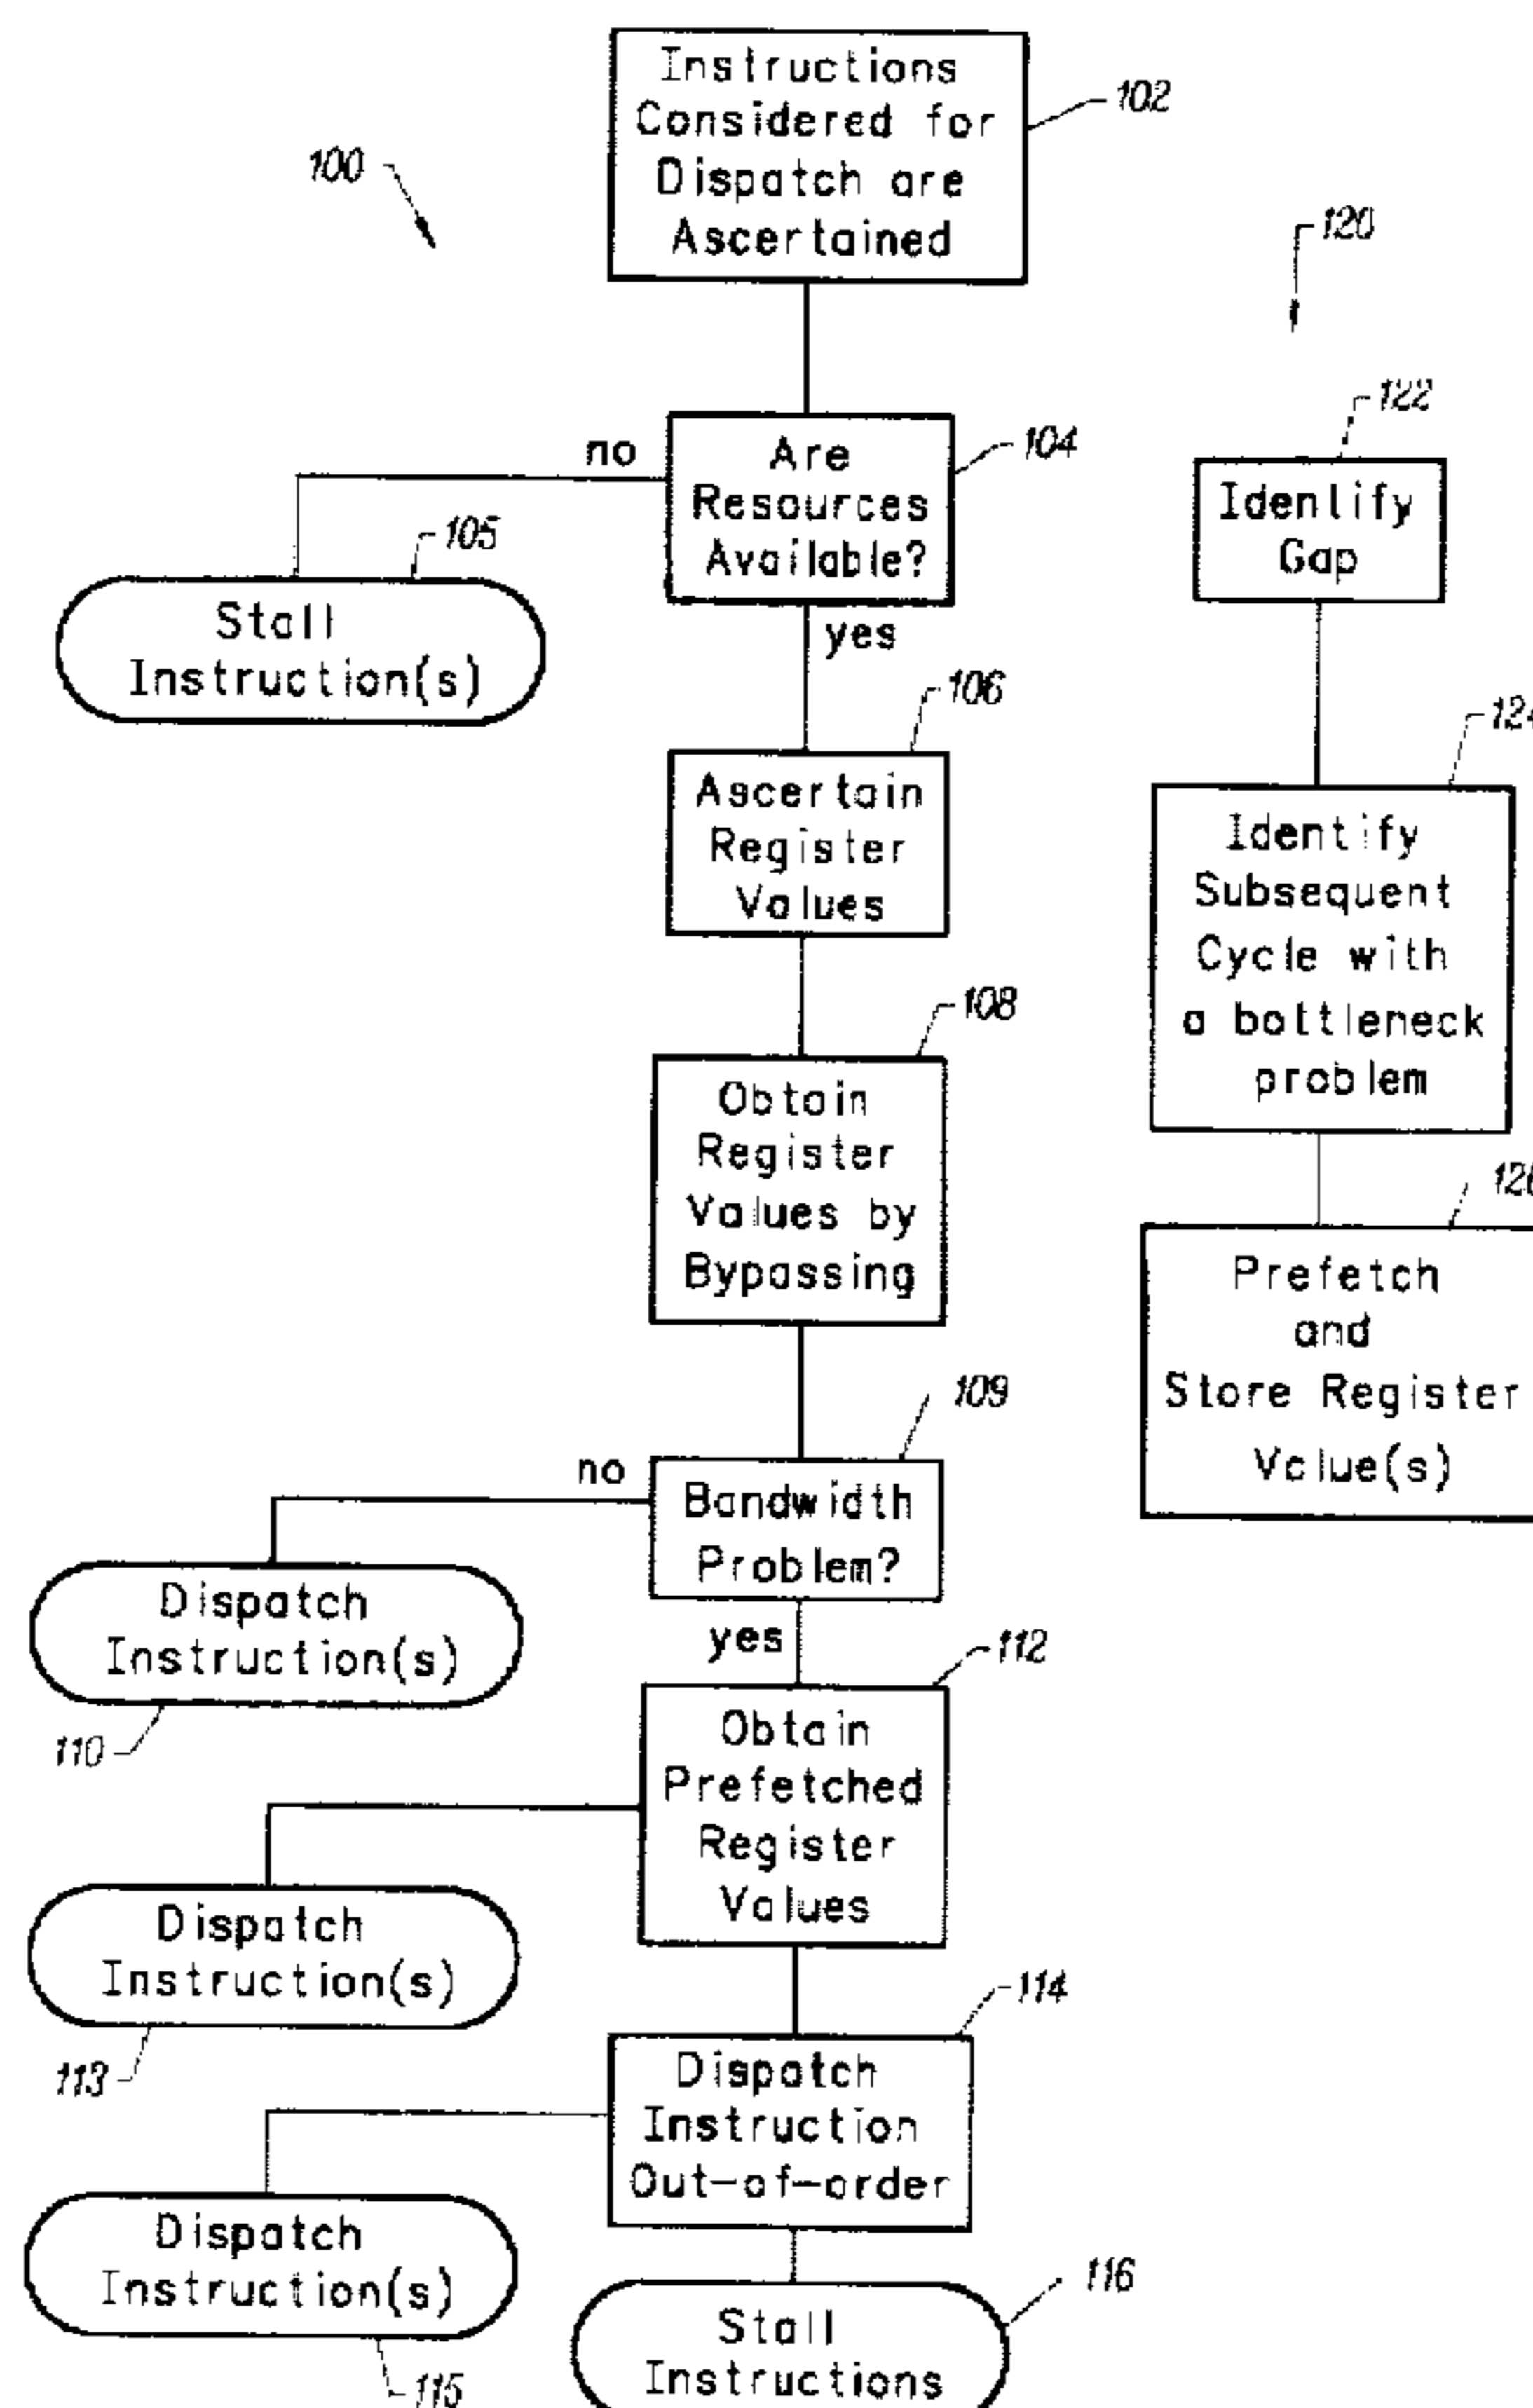 Instructions
Considered for
Dispatch are
Ascertained
102
100
120
no
Are
Resources
Available?
104
yes
105
Stall
Instruction(s)
106
Ascertain
Register
Values
108
Obtain
Register
Values by
Bypassing
109
no
Bandwidth
Problem?
yes
Dispatch
Instruction(s)
110
112
Obtain
Prefetched
Register
Values
Dispatch
Instruction(s)
113
114
Dispatch
Instruction
Out-of-order
Dispatch
Instruction(s)
115
116
Stall
Instructions
122
Identify
Gap
124
Identify
Subsequent
Cycle with
a bottleneck
problem
Prefetch
and
Store Register
Value(s)